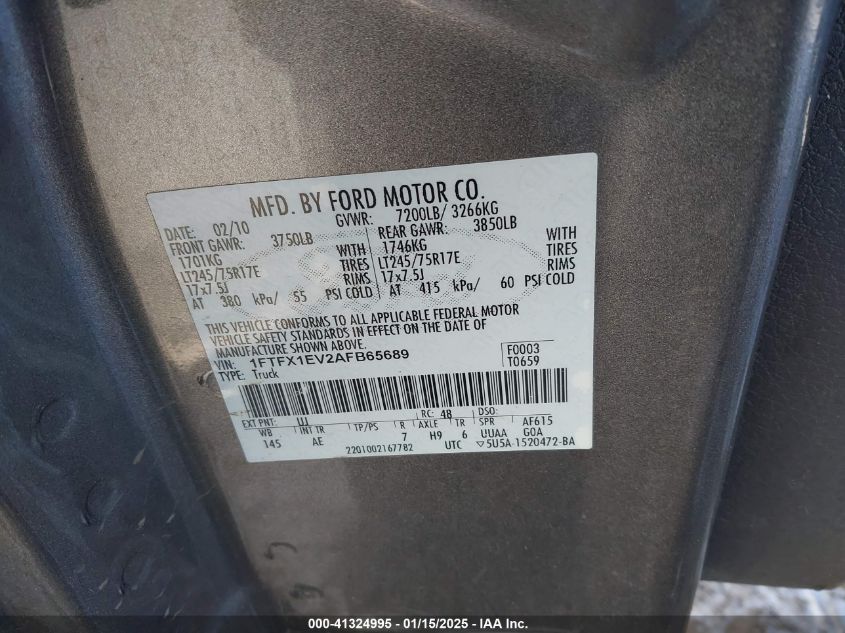 MFD. BY FORD MOTOR CO.
DATE: 02/10 GVWR: 7200LB/ 3266KG
FRONT GAWR: 3750LB REAR GAWR: 3850LB
1701KG WITH 1746KG WITH
LT245/75R17E TIRES LT245/75R17E TIRES
17x7.5J RIMS 17x7.5J RIMS
AT 380 kPa/ 55 PSI COLD AT 415 kPa/ 60 PSI COLD
THIS VEHICLE CONFORMS TO ALL APPLICABLE FEDERAL MOTOR
VEHICLE SAFETY STANDARDS IN EFFECT ON THE DATE OF
MANUFACTURE SHOWN ABOVE.
VIN: 1FTFX1EV2AFB65689 F0003
TYPE: Truck T0659
EXT PNT: UJ RC: 48 DSO:
WB INT TR TP/PS R AXLE TR SPR AF615
145 AE 7 H9 6 UUAA G0A
2201002167782 UTC ▽5U5A-1520472-BA
000-41324995 - 01/15/2025 - IAA Inc.